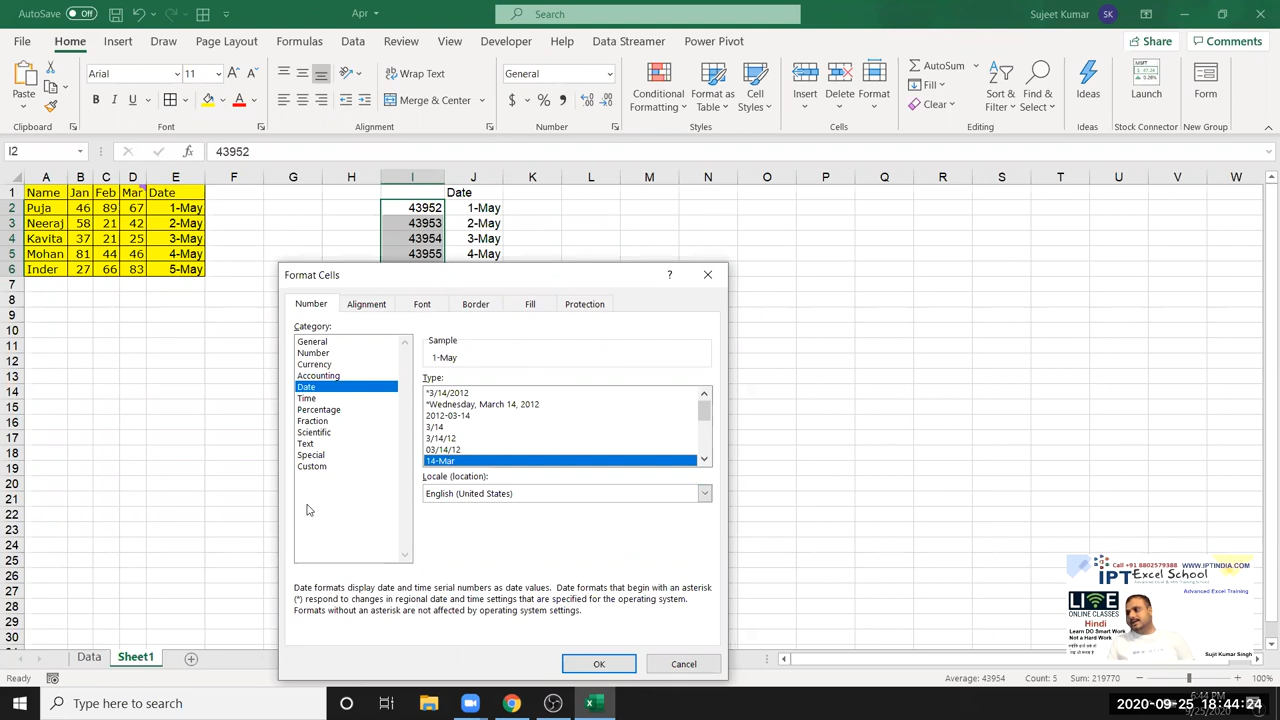 AutoSave Off
Apr
Search
Sujeet Kumar SK
File Home Insert Draw Page Layout Formulas Data Review View Developer Help Data Streamer Power Pivot Share Comments
Arial 11 Wrap Text General AutoSum
Paste B I U Merge & Center $ % Conditional Formatting Format as Table Cell Styles Insert Delete Format Fill Clear Sort & Filter Find & Select Ideas Launch Form
Clipboard Font Alignment Number Styles Cells Editing Ideas Stock Connector New Group
I2 fx 43952
A B C D E F G H I J K L M N O P Q R S T U V W
1 Name Jan Feb Mar Date Date
2 Puja 46 89 67 1-May 43952 1-May
3 Neeraj 58 21 42 2-May 43953 2-May
4 Kavita 37 21 25 3-May 43954 3-May
5 Mohan 81 44 46 4-May 43955 4-May
6 Inder 27 66 83 5-May
7
8
9
10
11
12
13
14
15
16
17
18
19
20
21
22
23
24
25
26
27
28
29
30
Format Cells ?
Number Alignment Font Border Fill Protection
Category:
General
Number
Currency
Accounting
Date
Time
Percentage
Fraction
Scientific
Text
Special
Custom
Sample
1-May
Type:
*3/14/2012
*Wednesday, March 14, 2012
2012-03-14
3/14
3/14/12
03/14/12
14-Mar
Locale (location):
English (United States)
Date formats display date and time serial numbers as date values. Date formats that begin with an asterisk
(*) respond to changes in regional date and time settings that are specified for the operating system.
Formats without an asterisk are not affected by operating system settings.
OK Cancel
Call +91 8802579388 WWW.IPTINDIA.COM
IPT Excel School
Advanced Excel Training
LIVE
ONLINE CLASSES
Hindi
Learn DO Smart Work
Not a Hard Work
Sujit Kumar Singh
Data Sheet1
Ready Average: 43954 Count: 5 Sum: 219770 100%
Type here to search
6:44 PM
9/25/2020
2020-09-25 18:44:24